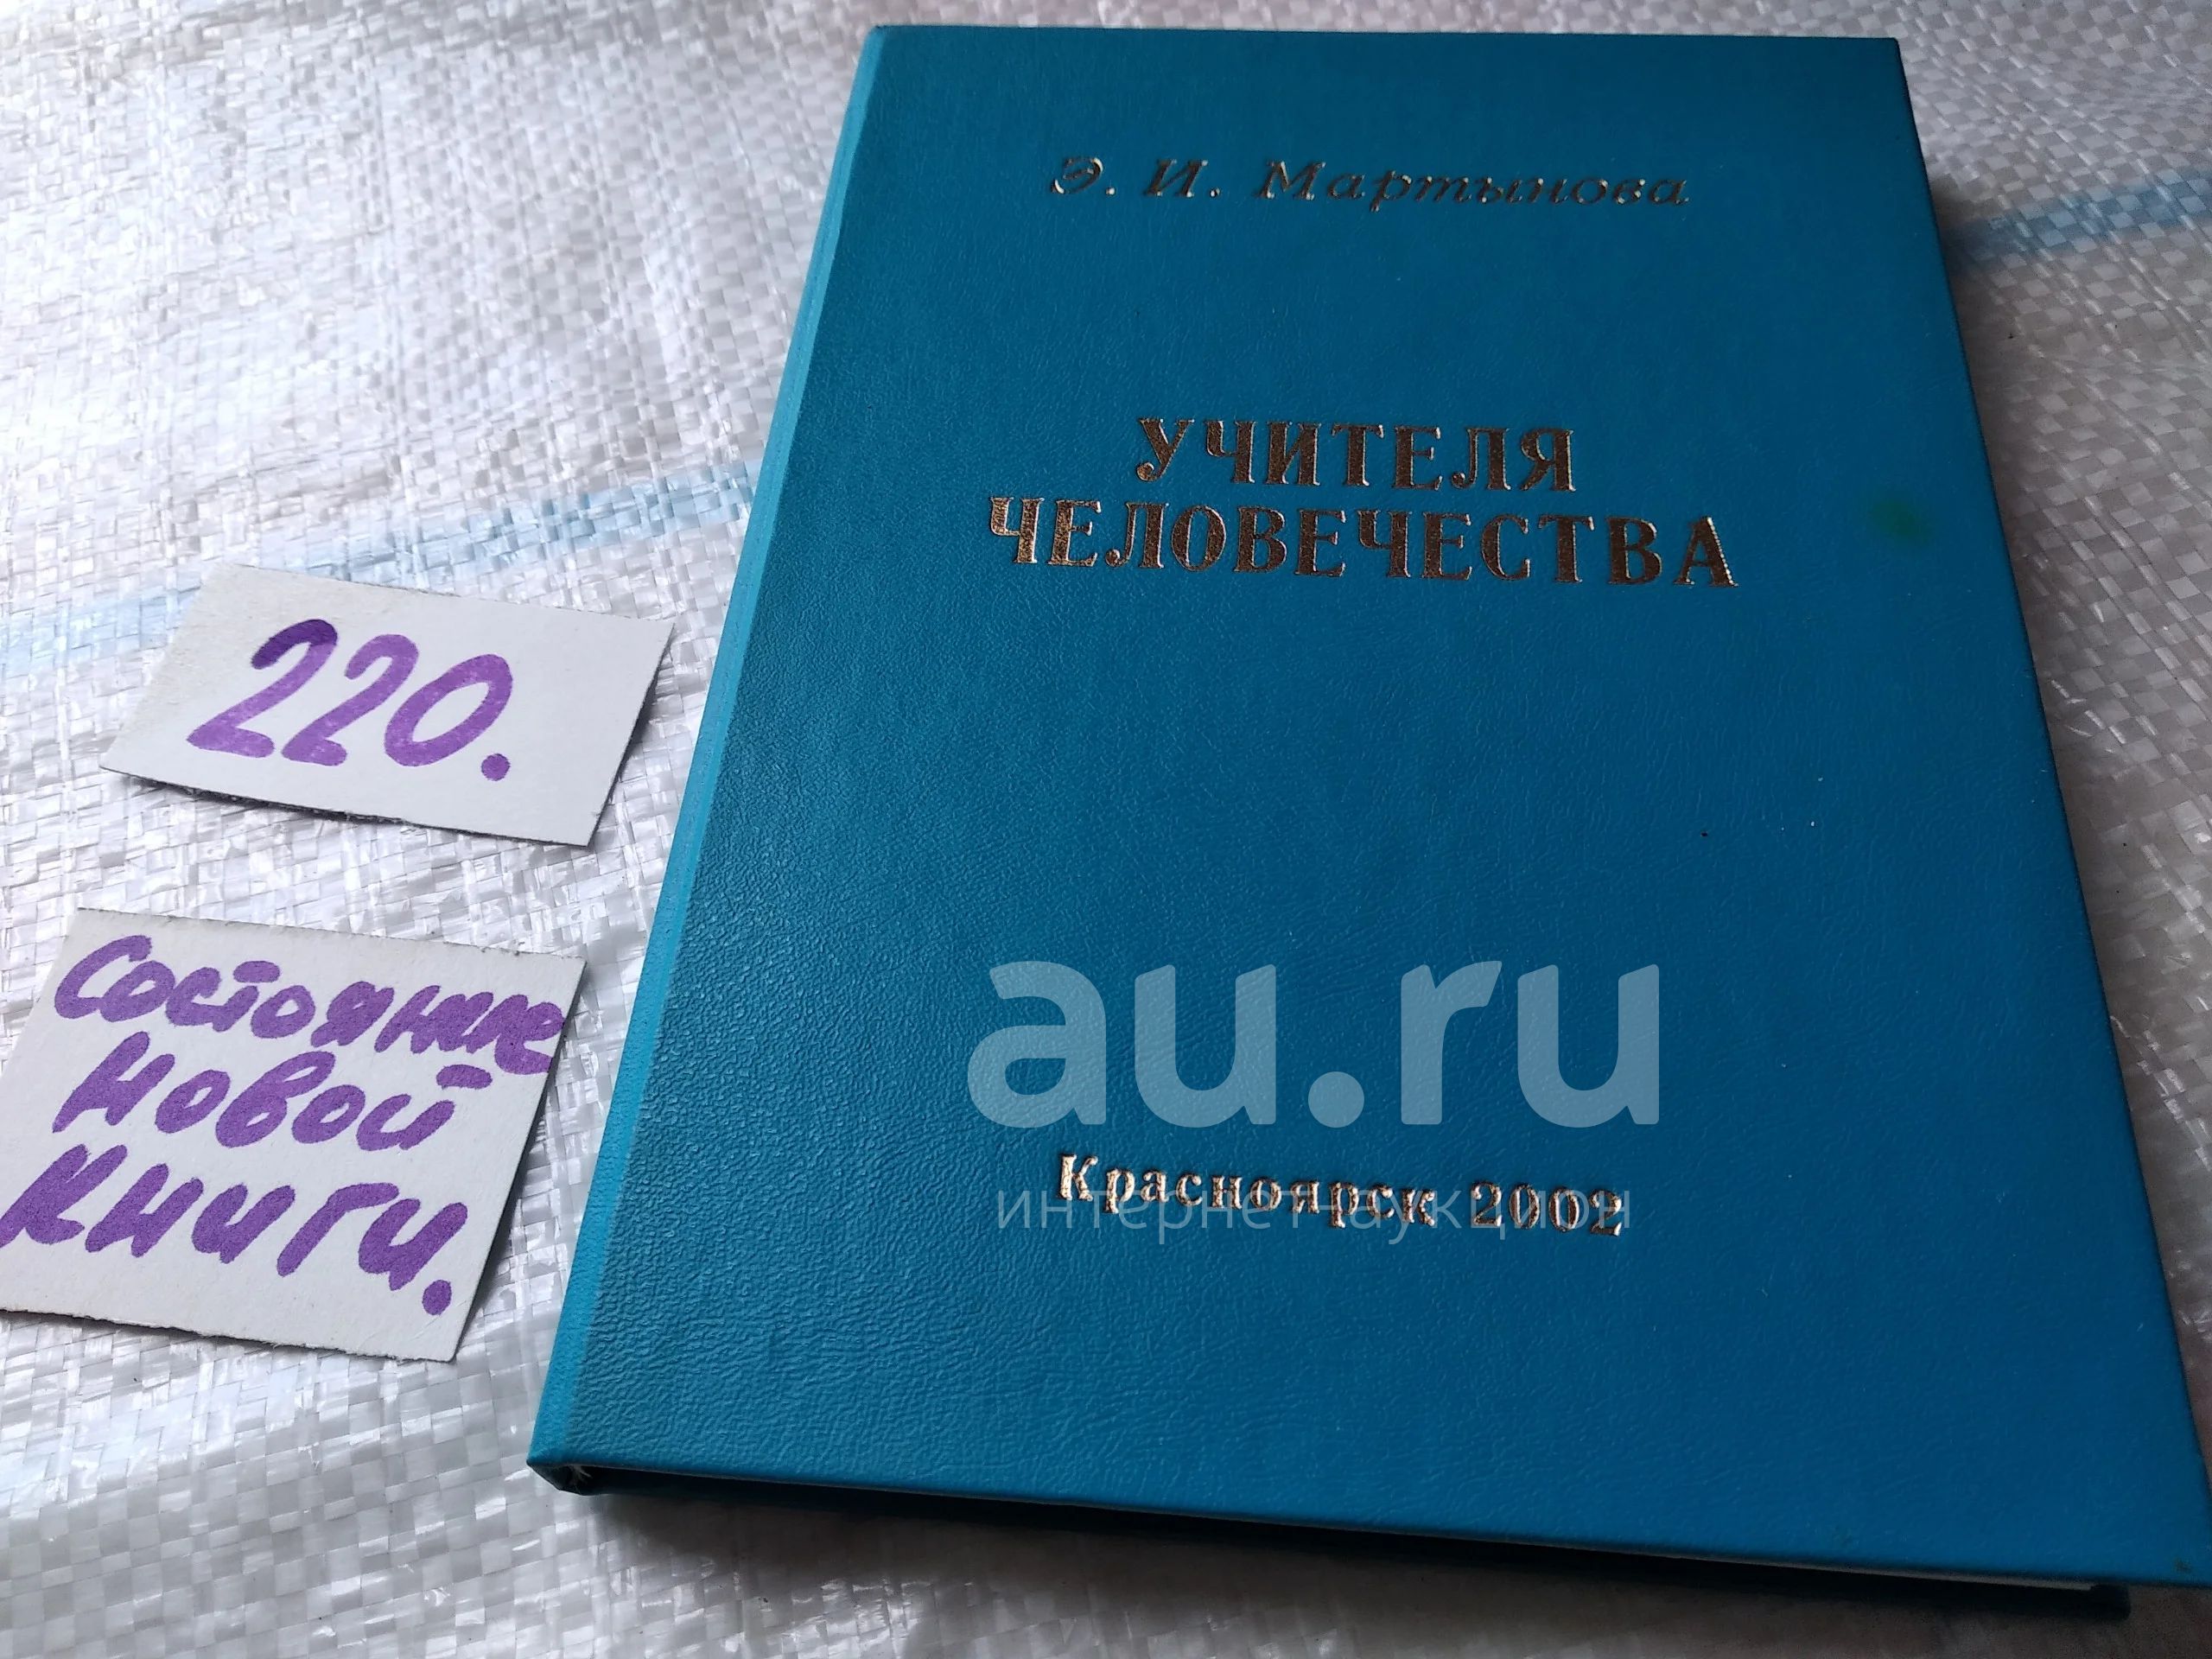 Э. И. Мартынова
УЧИТЕЛЯ
ЧЕЛОВЕЧЕСТВА
220.
Состояние
новой
книги.
au.ru
Красноярск 2002
интернет-аукцион